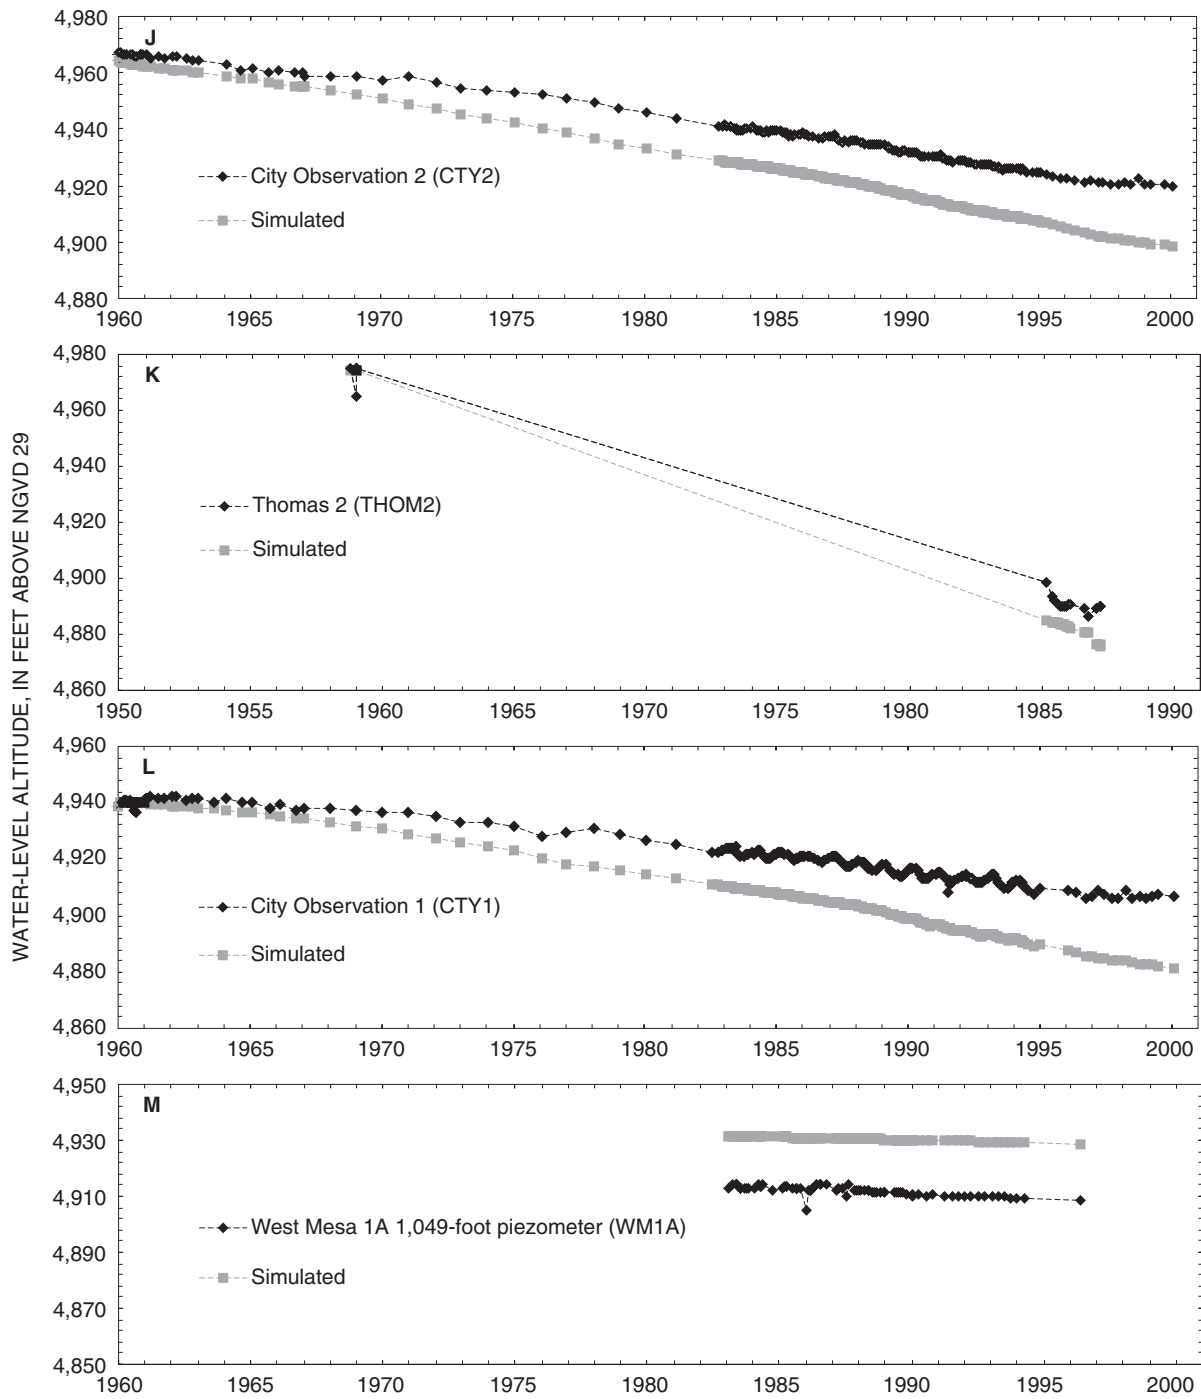 WATER-LEVEL ALTITUDE, IN FEET ABOVE NGVD 29
J
4,980
4,960
4,940
4,920
4,900
4,880
City Observation 2 (CTY2)
Simulated
1960 1965 1970 1975 1980 1985 1990 1995 2000
K
4,980
4,960
4,940
4,920
4,900
4,880
4,860
Thomas 2 (THOM2)
Simulated
1950 1955 1960 1965 1970 1975 1980 1985 1990
L
4,960
4,940
4,920
4,900
4,880
4,860
City Observation 1 (CTY1)
Simulated
1960 1965 1970 1975 1980 1985 1990 1995 2000
M
4,950
4,930
4,910
4,890
4,870
4,850
West Mesa 1A 1,049-foot piezometer (WM1A)
Simulated
1960 1965 1970 1975 1980 1985 1990 1995 2000